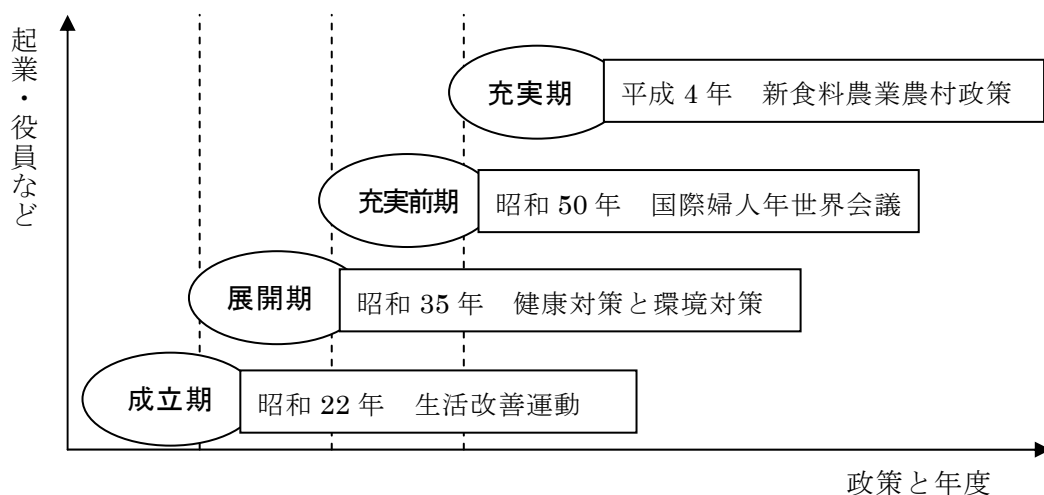 起業・役員など
充実期
平成 4 年　新食料農業農村政策
充実前期
昭和 50 年　国際婦人年世界会議
展開期
昭和 35 年　健康対策と環境対策
成立期
昭和 22 年　生活改善運動
政策と年度